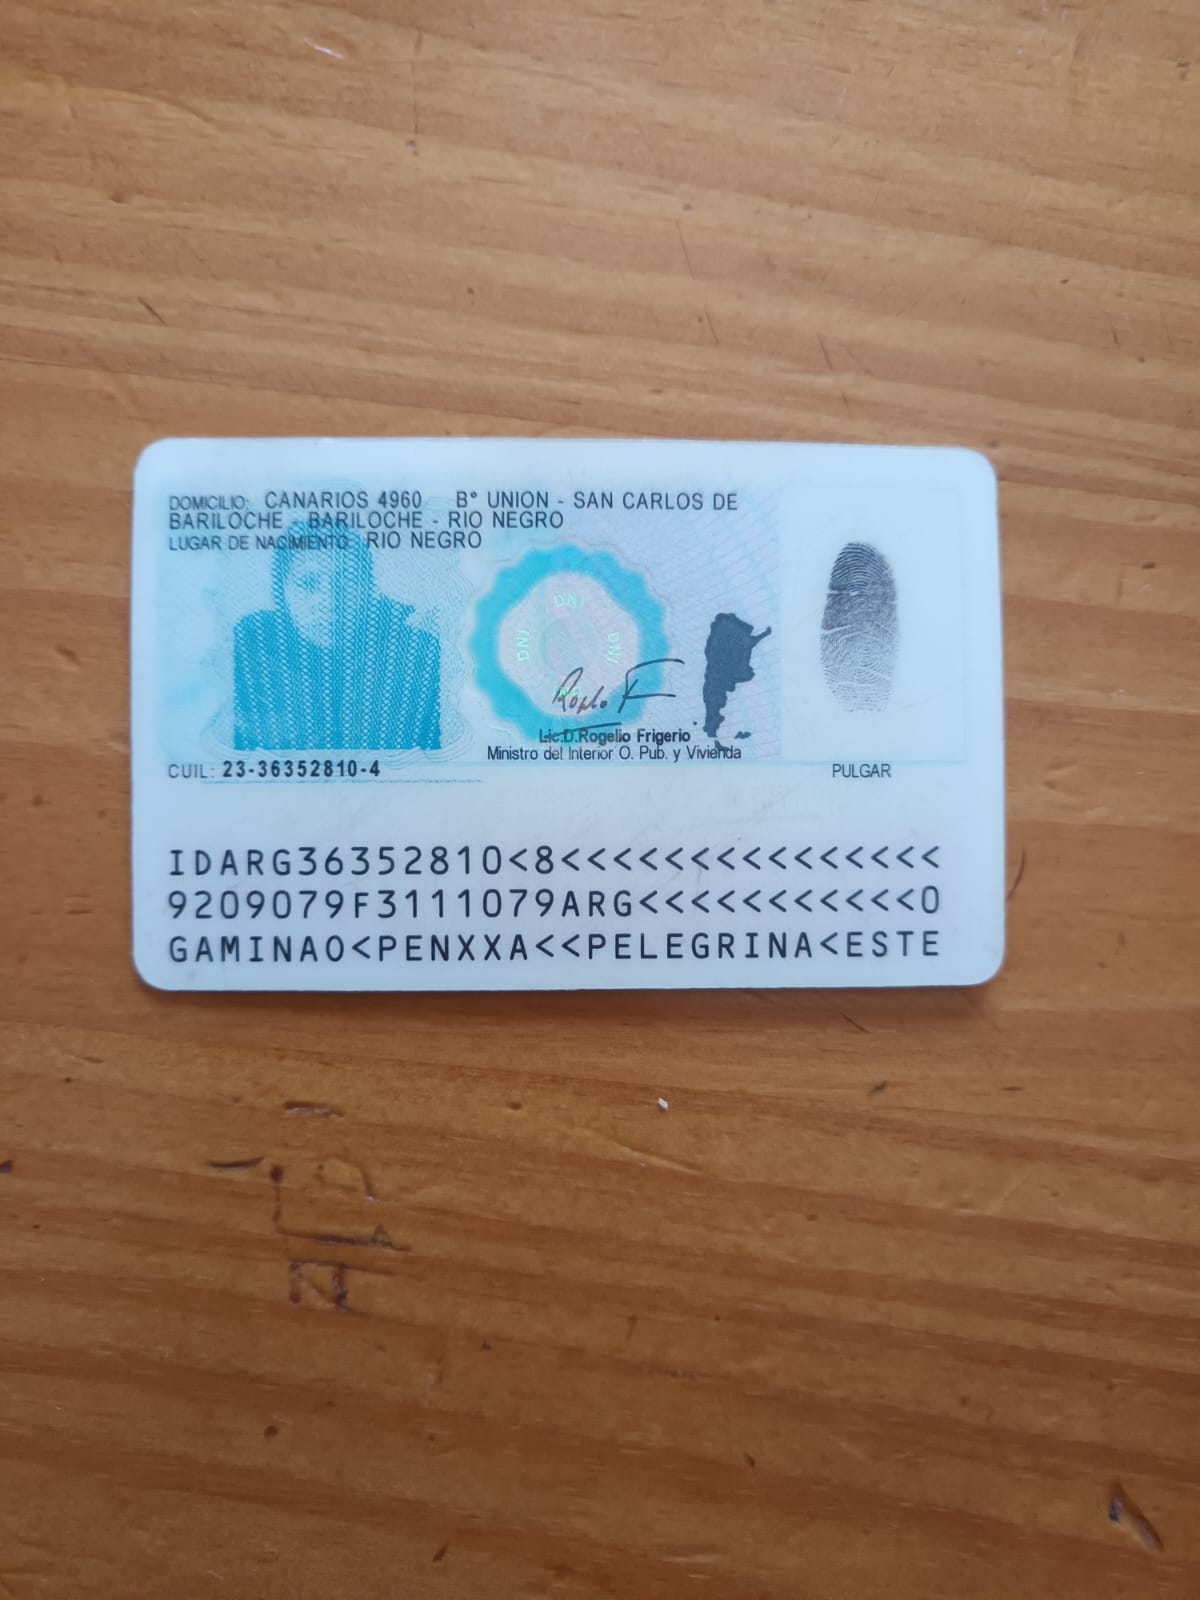 DOMICILIO: CANARIOS 4960 B° UNION - SAN CARLOS DE
BARILOCHE - BARILOCHE - RIO NEGRO
LUGAR DE NACIMIENTO: RIO NEGRO
DNI
DNI
DNI
DNI
Lic.D.Rogelio Frigerio
Ministro del Interior O. Pub. y Vivienda
CUIL: 23-36352810-4
PULGAR
IDARG36352810<8<<<<<<<<<<<<<<<
9209079F3111079ARG<<<<<<<<<<<0
GAMINAO<PENXXA<<PELEGRINA<ESTE